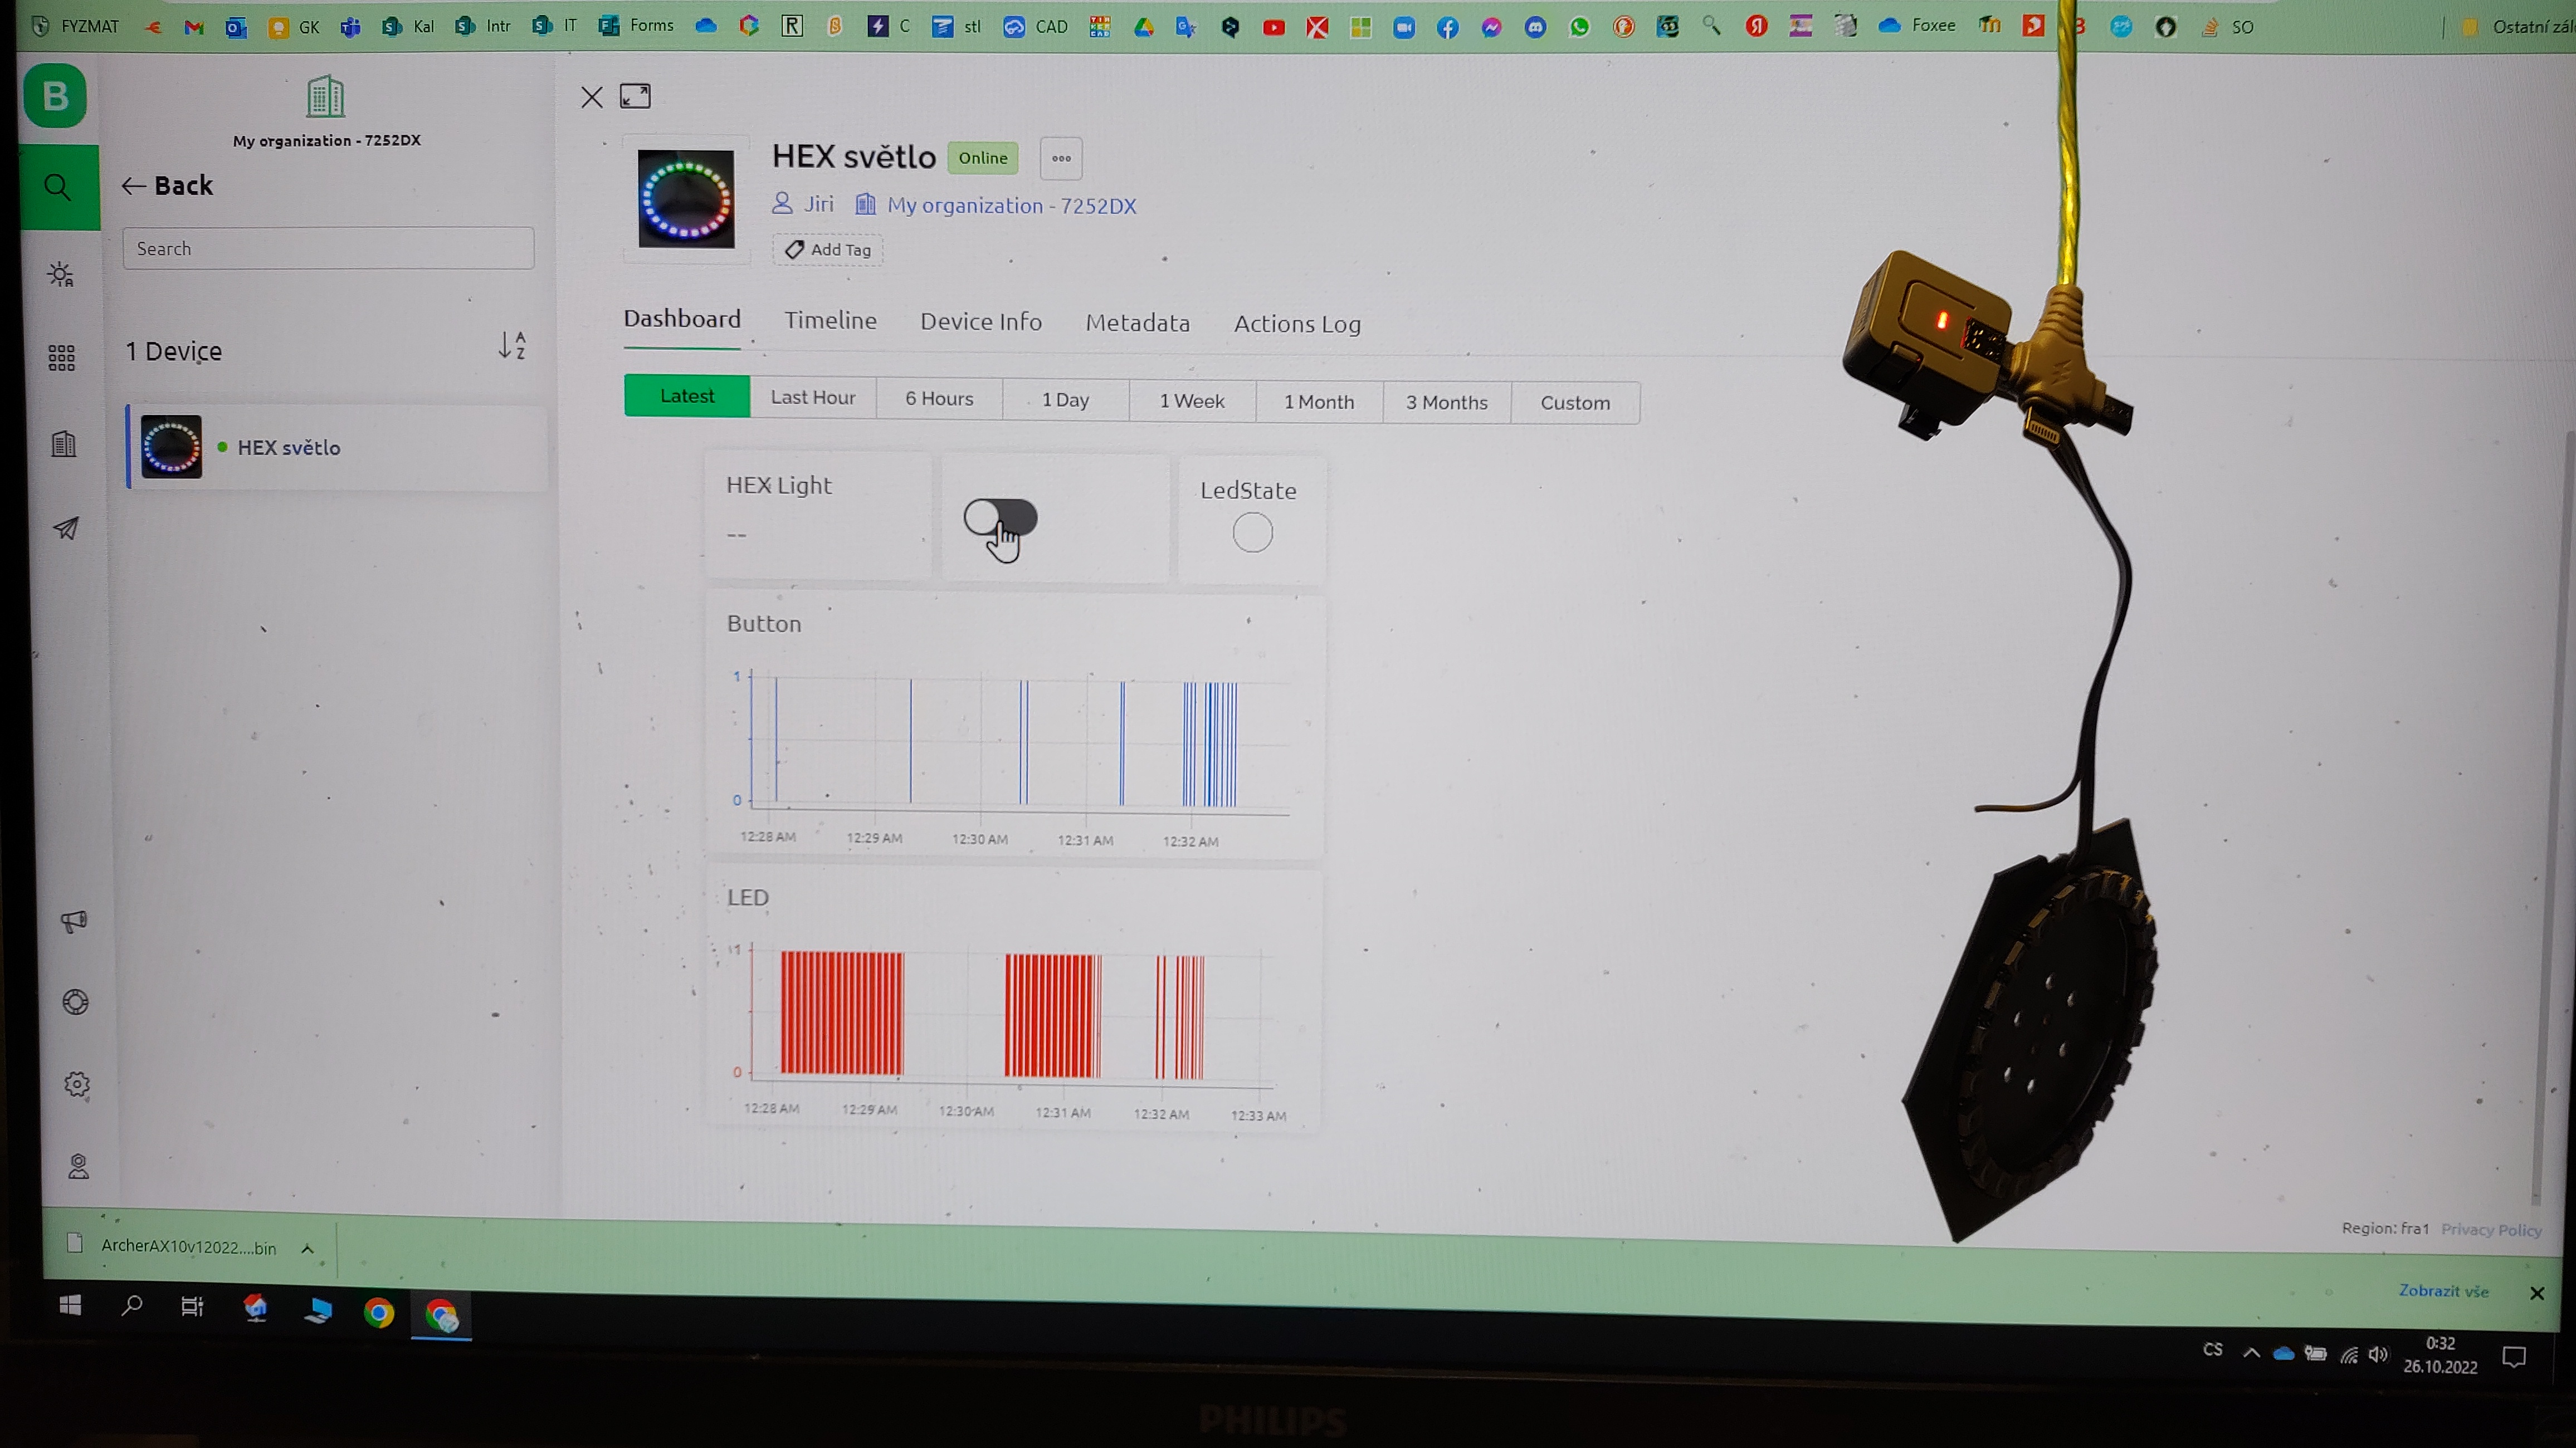 FYZMAT GK Kal Intr IT Forms R C stl CAD Foxee SO Ostatní zál
B
My organization - 7252DX
Back
Search
1 Device
A
Z
HEX světlo
HEX světlo Online
Jiri My organization - 7252DX
Add Tag
Dashboard Timeline Device Info Metadata Actions Log
Latest Last Hour 6 Hours 1 Day 1 Week 1 Month 3 Months Custom
HEX Light
--
LedState
Button
1
0
12:28 AM 12:29 AM 12:30 AM 12:31 AM 12:32 AM
LED
1
0
12:28 AM 12:29 AM 12:30 AM 12:31 AM 12:32 AM 12:33 AM
Region: fra1 Privacy Policy
ArcherAX10v12022....bin
Zobrazit vše
CS
0:32
26.10.2022
PHILIPS